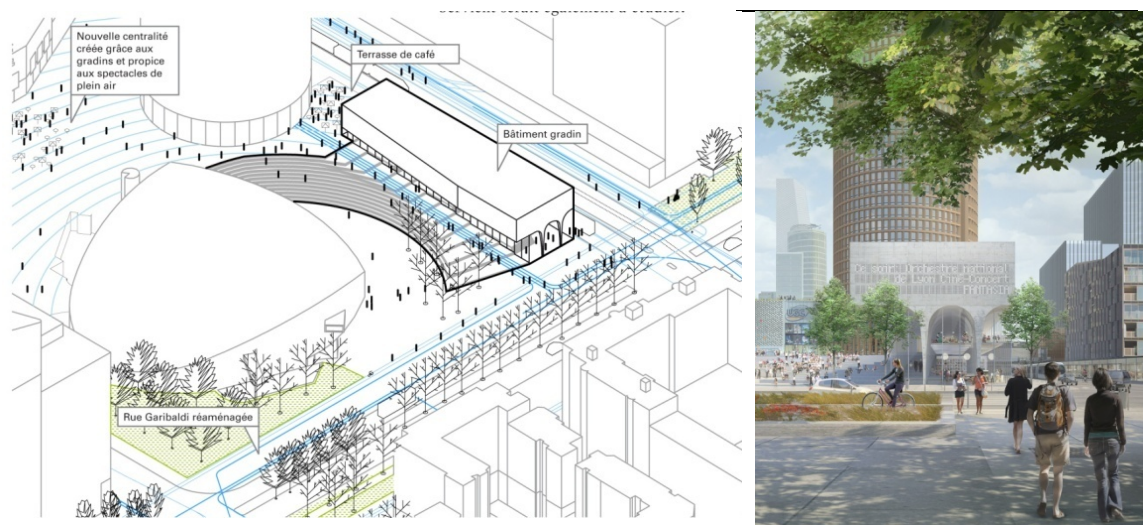 Nouvelle centralité
créée grâce aux
gradins et propice
aux spectacles de
plein air
Terrasse de café
Bâtiment gradin
Rue Garibaldi réaménagée